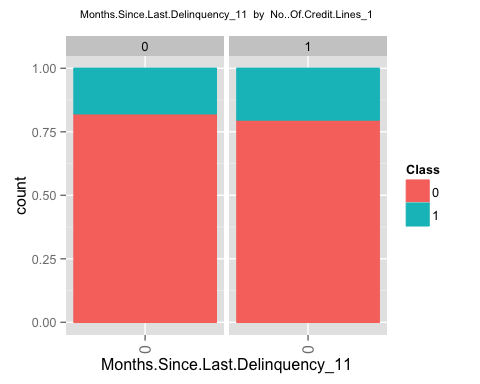 Months.Since.Last.Delinquency_11 by No..Of.Credit.Lines_1
0 1
1.00
0.75
0.50
0.25
0.00
count
Class
0
1
0 0
Months.Since.Last.Delinquency_11